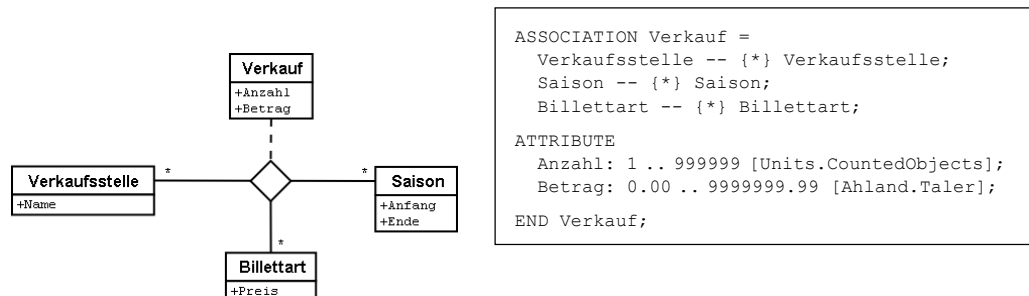 Verkauf
+Anzahl
+Betrag
Verkaufsstelle
+Name
*
*
Saison
+Anfang
+Ende
*
Billettart
+Preis
ASSOCIATION Verkauf =
Verkaufsstelle -- {*} Verkaufsstelle;
Saison -- {*} Saison;
Billettart -- {*} Billettart;
ATTRIBUTE
Anzahl: 1 .. 999999 [Units.CountedObjects];
Betrag: 0.00 .. 9999999.99 [Ahland.Taler];
END Verkauf;